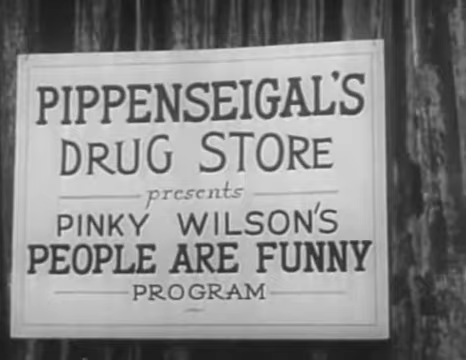 PIPPENSEIGAL'S
DRUG STORE
presents
PINKY WILSON'S
PEOPLE ARE FUNNY
PROGRAM